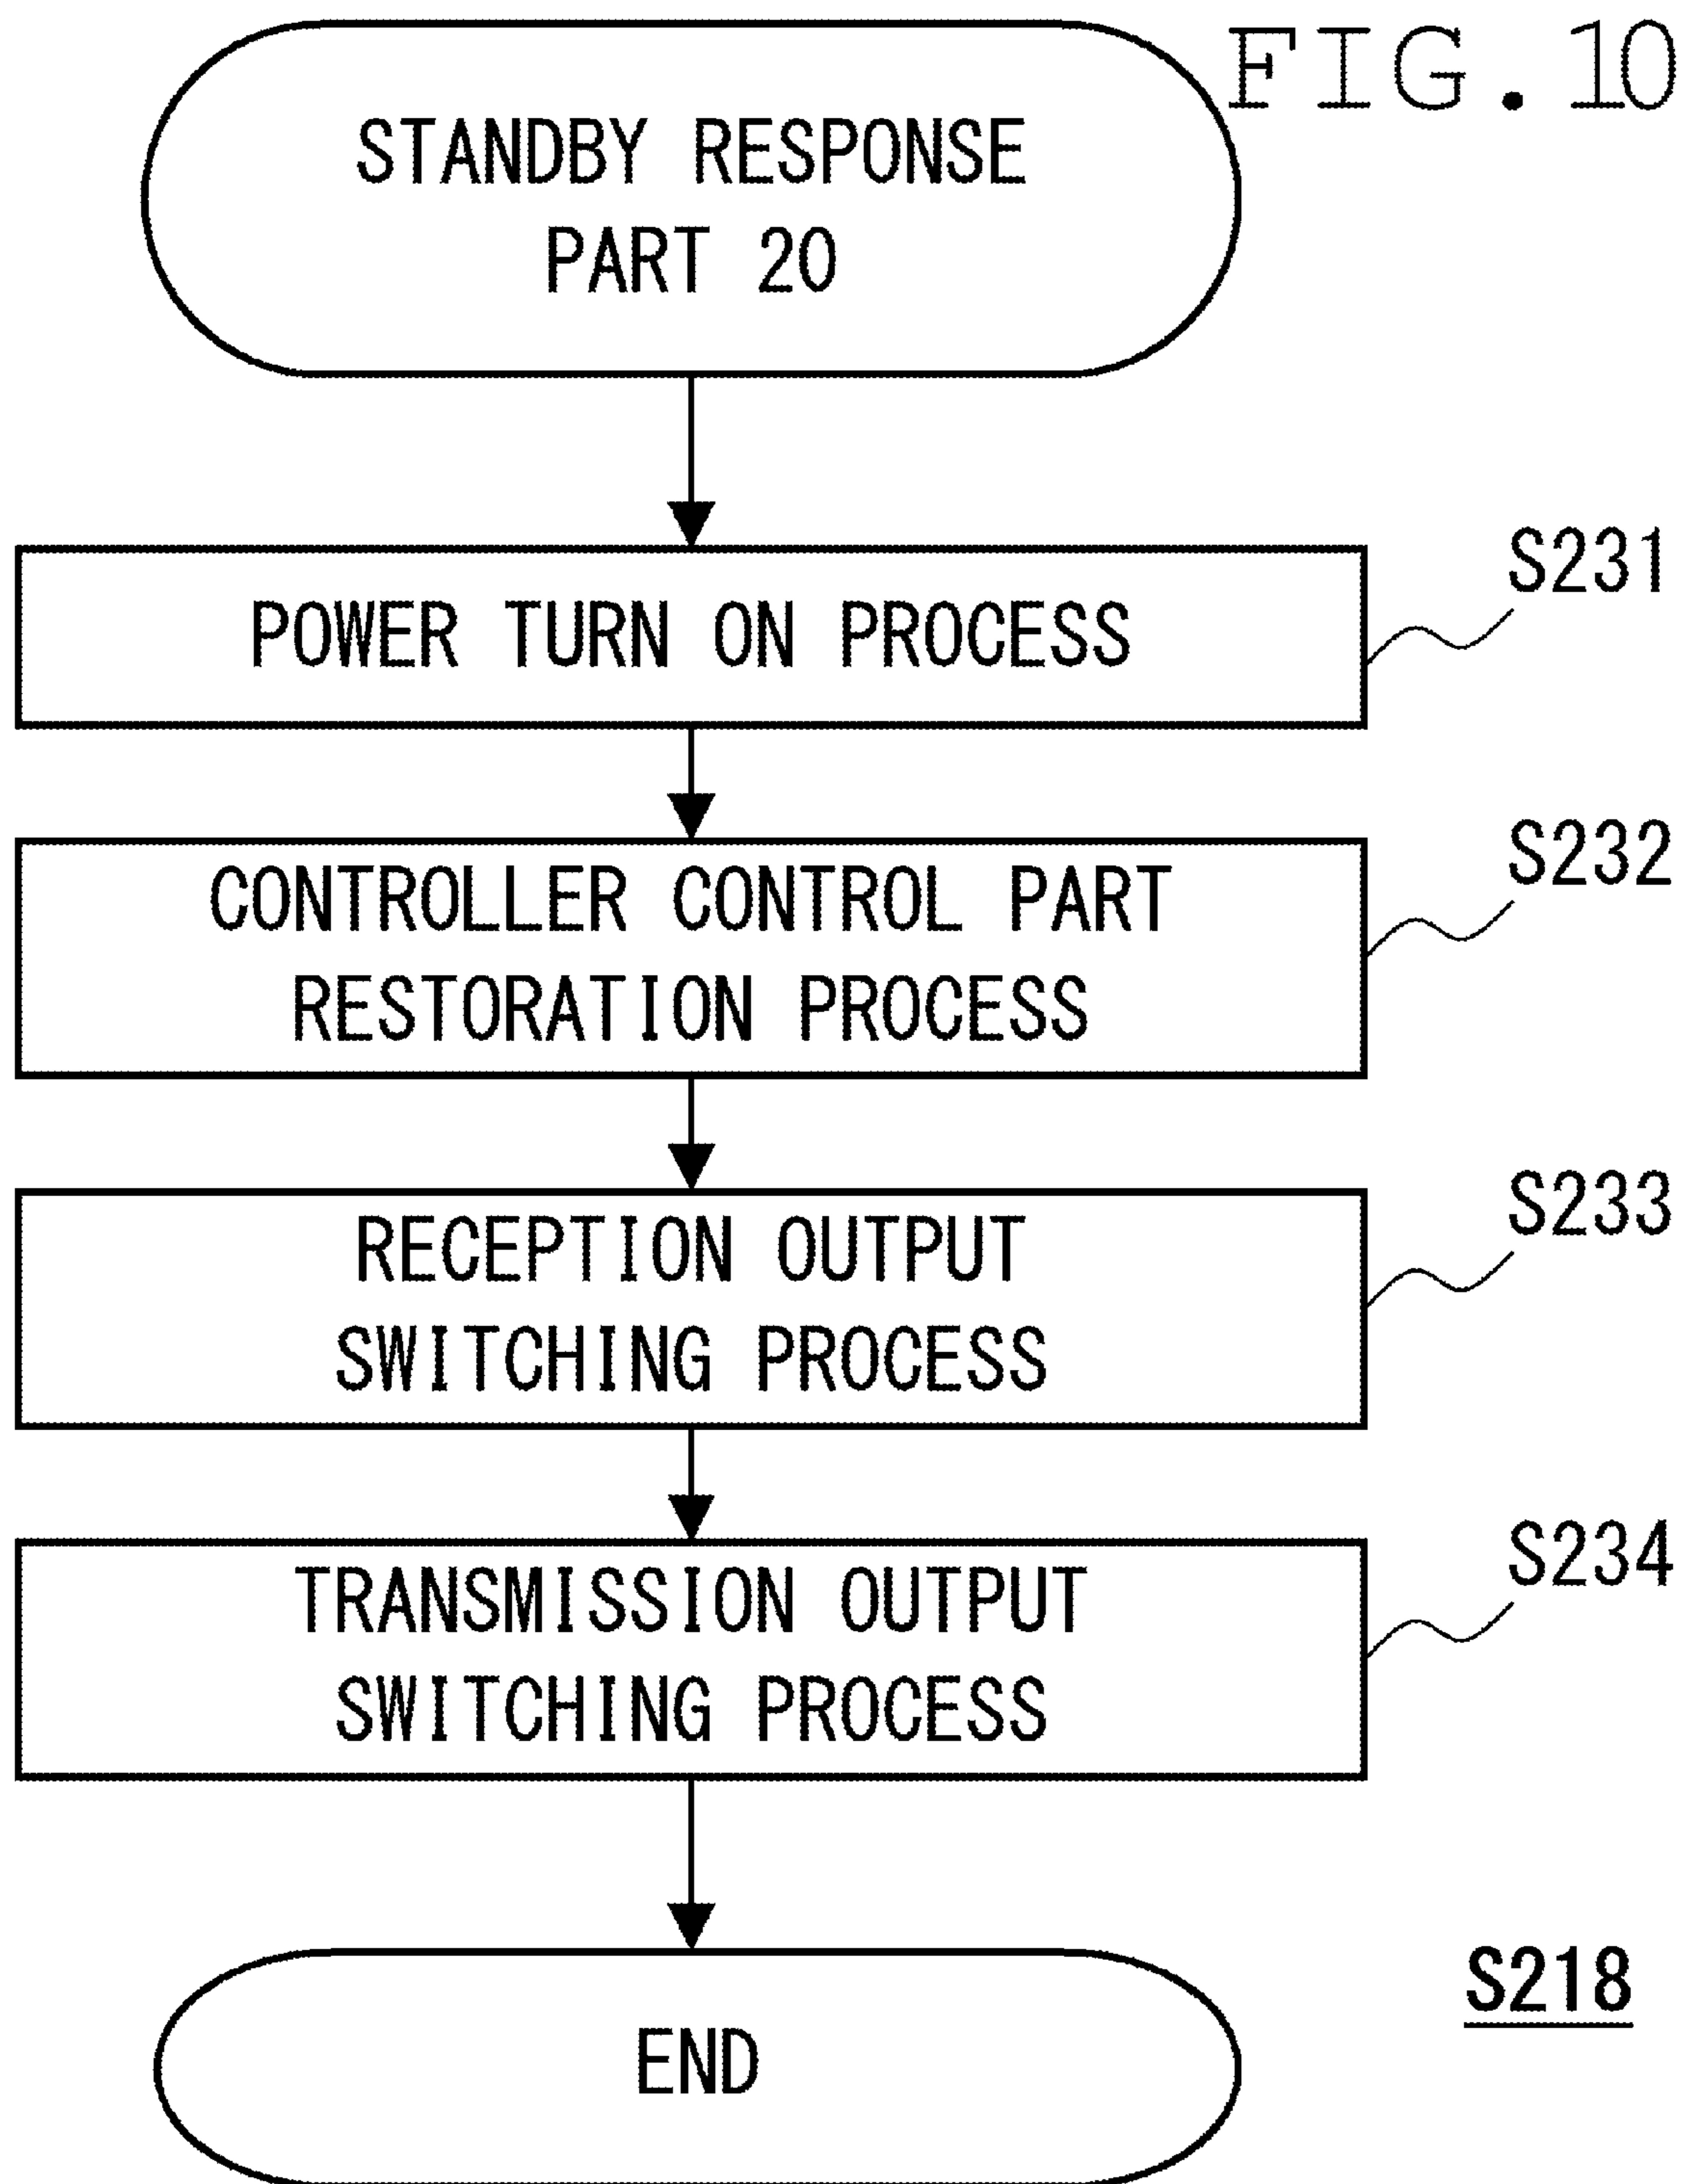 FIG.10
STANDBY RESPONSE
PART 20
POWER TURN ON PROCESS
S231
CONTROLLER CONTROL PART
RESTORATION PROCESS
S232
RECEPTION OUTPUT
SWITCHING PROCESS
S233
TRANSMISSION OUTPUT
SWITCHING PROCESS
S234
END
S218